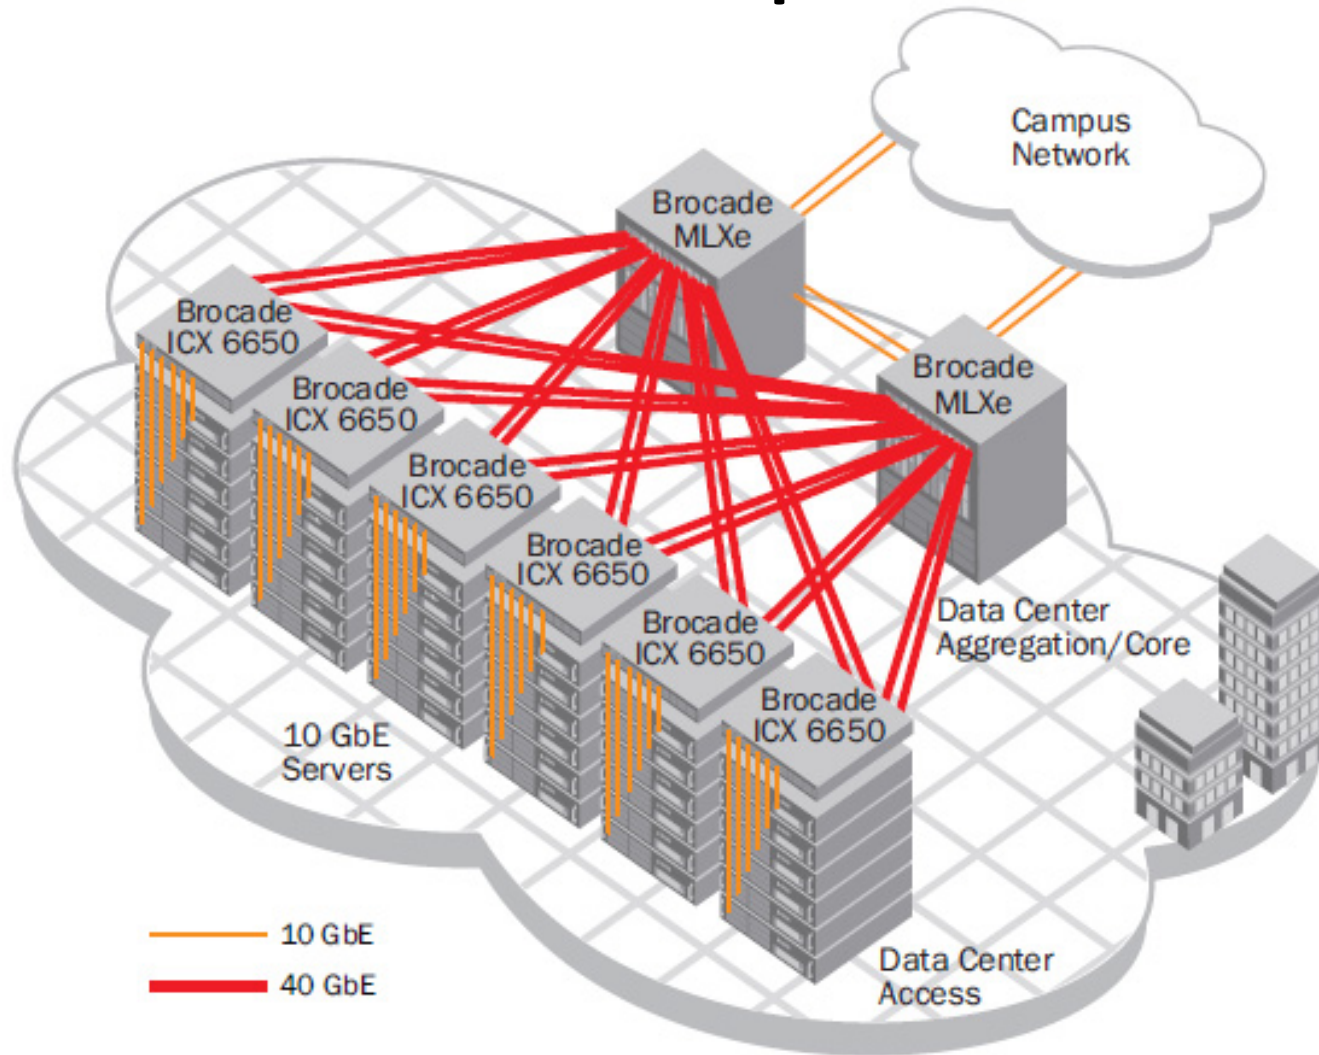 Campus
Network
Brocade
MLXe
Brocade
MLXe
Brocade
ICX 6650
Brocade
ICX 6650
Brocade
ICX 6650
Brocade
ICX 6650
Brocade
ICX 6650
Brocade
ICX 6650
Data Center
Aggregation/Core
10 GbE
Servers
10 GbE
40 GbE
Data Center
Access